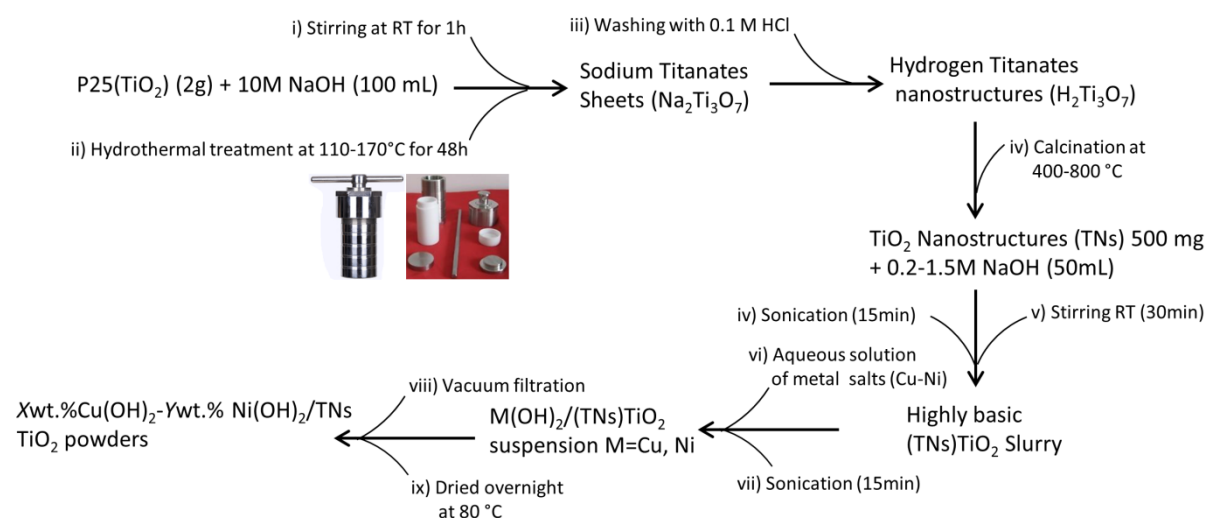 i) Stirring at RT for 1h
P25(TiO₂) (2g) + 10M NaOH (100 mL)
ii) Hydrothermal treatment at 110-170°C for 48h
Sodium Titanates
Sheets (Na₂Ti₃O₇)
iii) Washing with 0.1 M HCl
Hydrogen Titanates
nanostructures (H₂Ti₃O₇)
iv) Calcination at
400-800 °C
TiO₂ Nanostructures (TNs) 500 mg
+ 0.2-1.5M NaOH (50mL)
iv) Sonication (15min)
v) Stirring RT (30min)
Highly basic
(TNs)TiO₂ Slurry
vi) Aqueous solution
of metal salts (Cu-Ni)
vii) Sonication (15min)
M(OH)₂/(TNs)TiO₂
suspension M=Cu, Ni
viii) Vacuum filtration
ix) Dried overnight
at 80 °C
Xwt.%Cu(OH)₂-Ywt.% Ni(OH)₂/TNs
TiO₂ powders